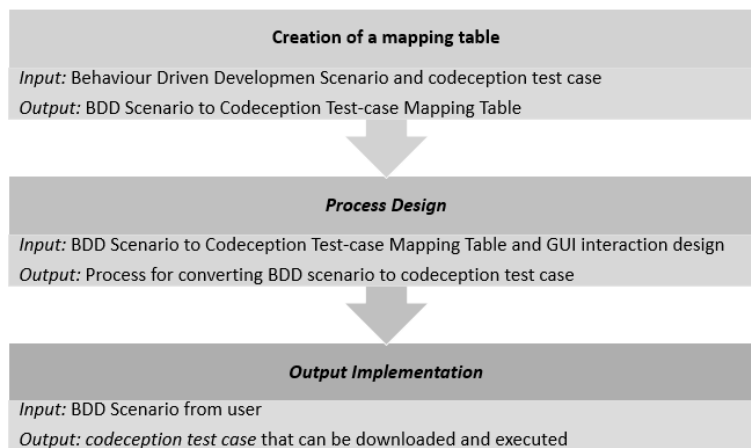 Creation of a mapping table
Input: Behaviour Driven Developmen Scenario and codeception test case
Output: BDD Scenario to Codeception Test-case Mapping Table
Process Design
Input: BDD Scenario to Codeception Test-case Mapping Table and GUI interaction design
Output: Process for converting BDD scenario to codeception test case
Output Implementation
Input: BDD Scenario from user
Output: codeception test case that can be downloaded and executed